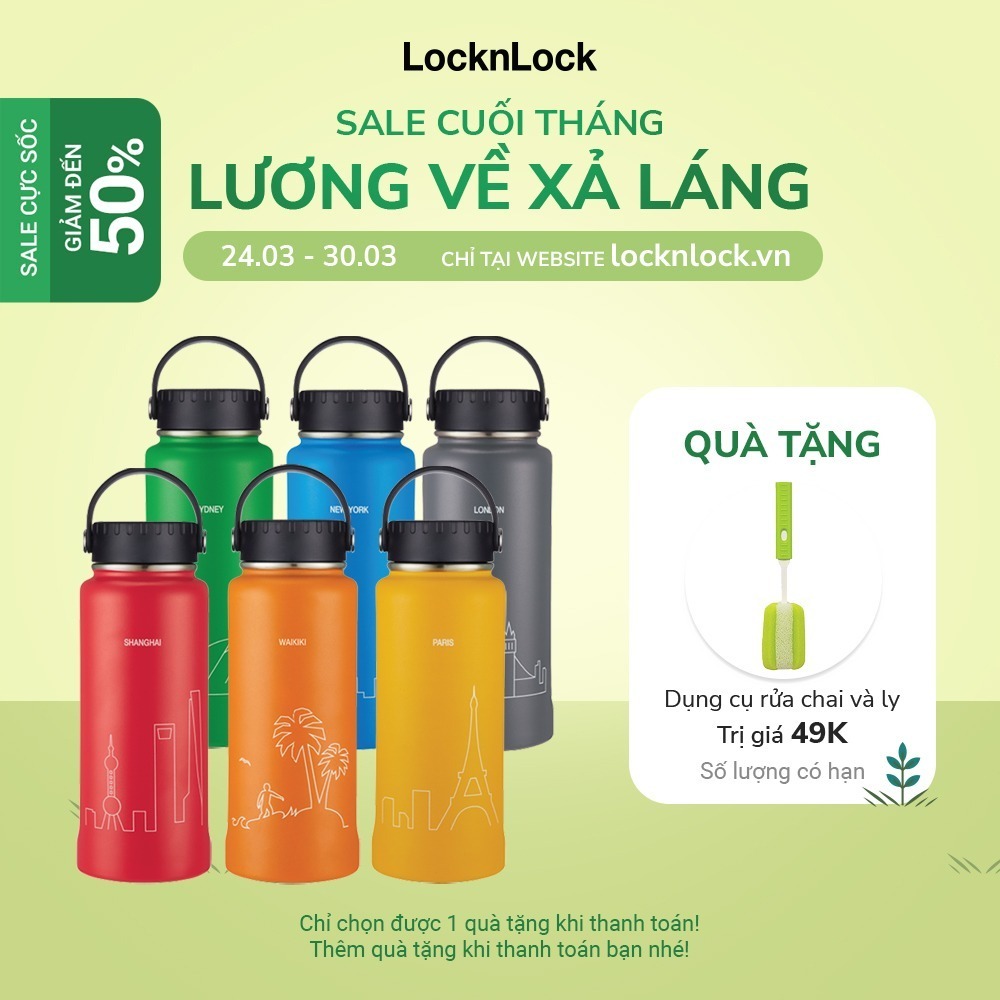 LocknLock
SALE CUỐI THÁNG
LƯƠNG VỀ XẢ LÁNG
24.03 - 30.03 CHỈ TẠI WEBSITE locknlock.vn
SALE CỰC SỐC
GIẢM ĐẾN
50%
YDNEY
NEW YORK
LONDON
SHANGHAI
WAIKIKI
PARIS
QUÀ TẶNG
Dụng cụ rửa chai và ly
Trị giá 49K
Số lượng có hạn
Chỉ chọn được 1 quà tặng khi thanh toán!
Thêm quà tặng khi thanh toán bạn nhé!